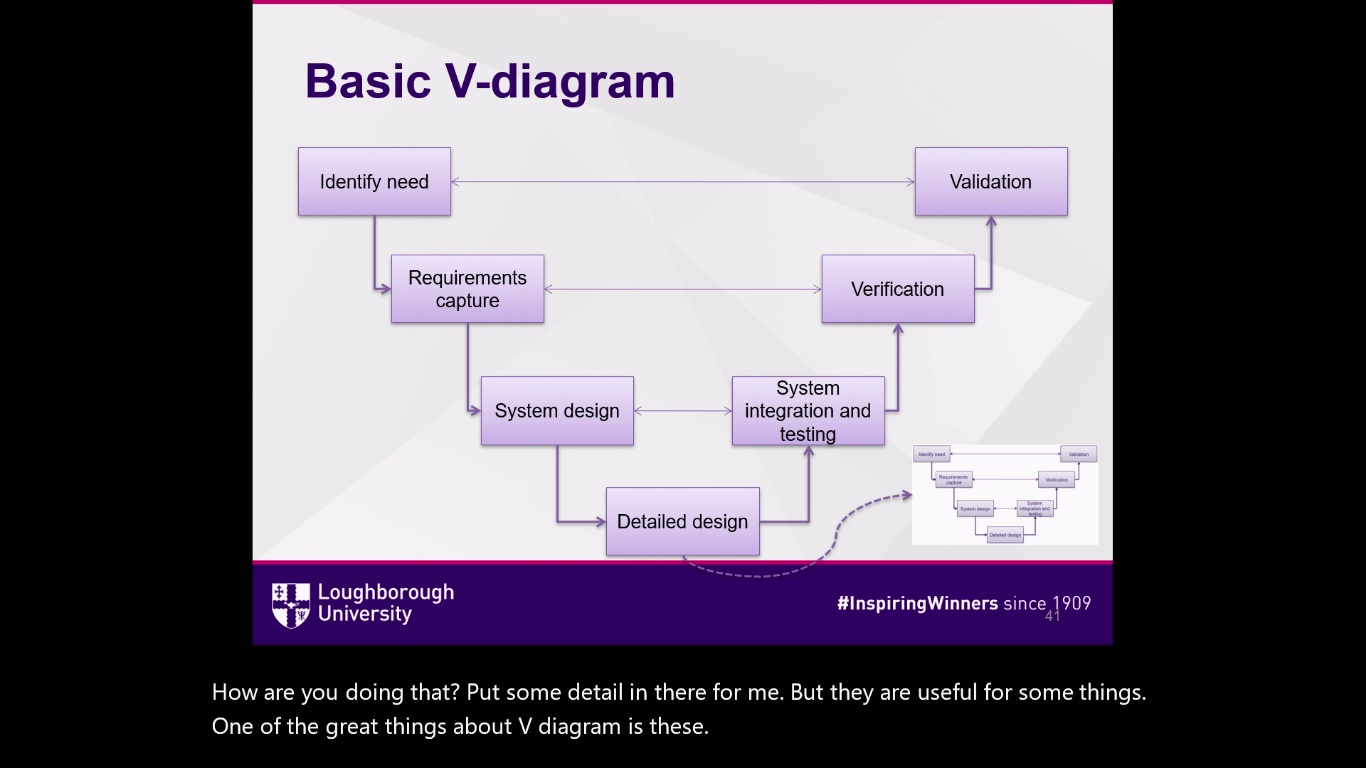 Basic V-diagram
Identify need
Validation
Requirements
capture
Verification
System design
System
integration and
testing
Detailed design
Identify need
Validation
Requirements
capture
Verification
System design
System
integration and
testing
Detailed design
Loughborough
University
#InspiringWinners since 1909
41
How are you doing that? Put some detail in there for me. But they are useful for some things.
One of the great things about V diagram is these.